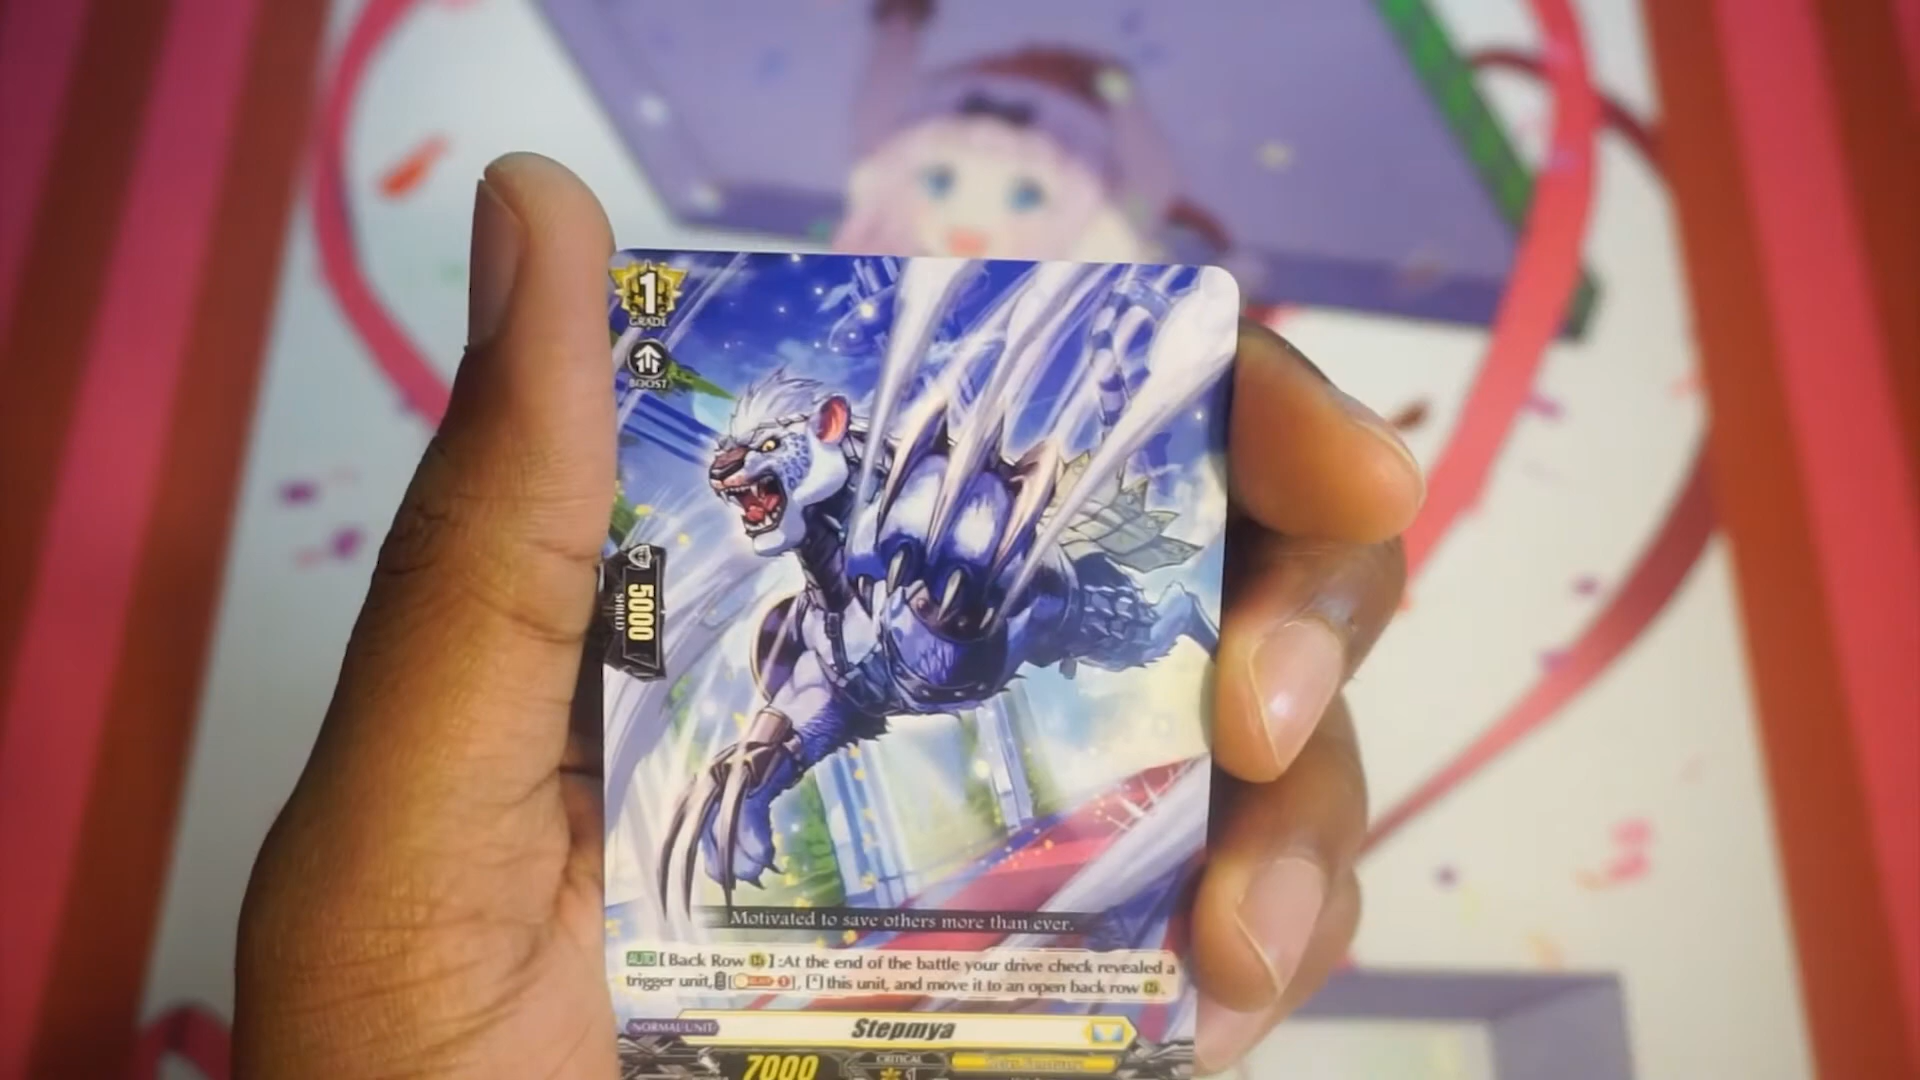 1
GRADE
BOOST
5000
SHIELD
Motivated to save others more than ever.
AUTO [Back Row ]:At the end of the battle your drive check revealed a
trigger unit, [ ], this unit, and move it to an open back row .
NORMAL UNIT
Stepmya
7000
CRITICAL
1